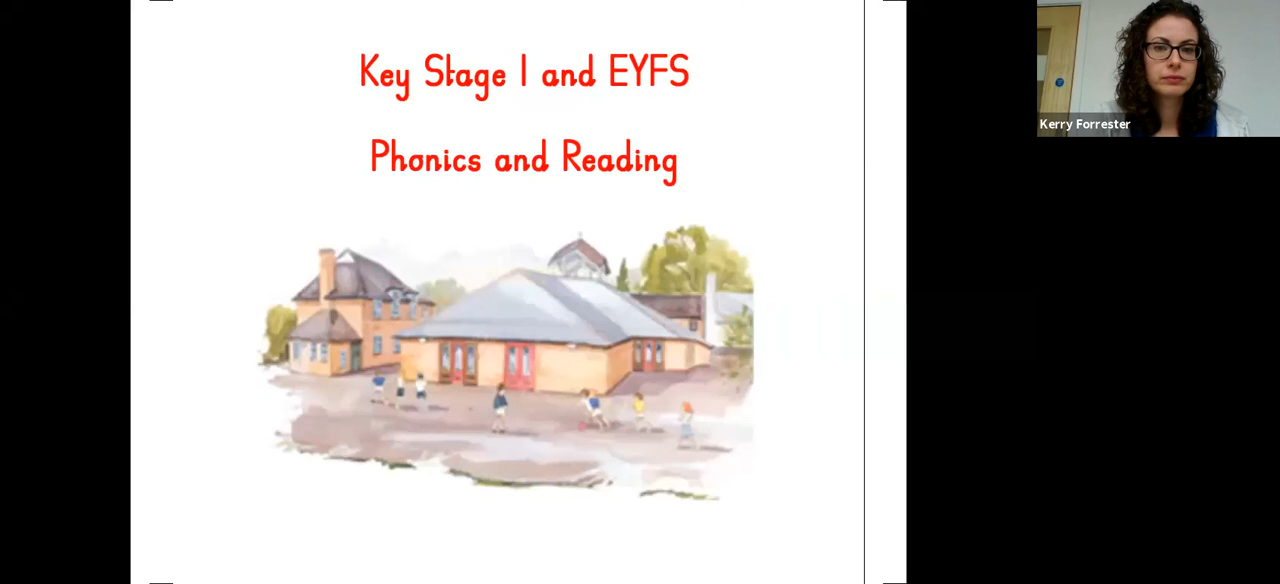 Key Stage 1 and EYFS
Phonics and Reading
Kerry Forrester